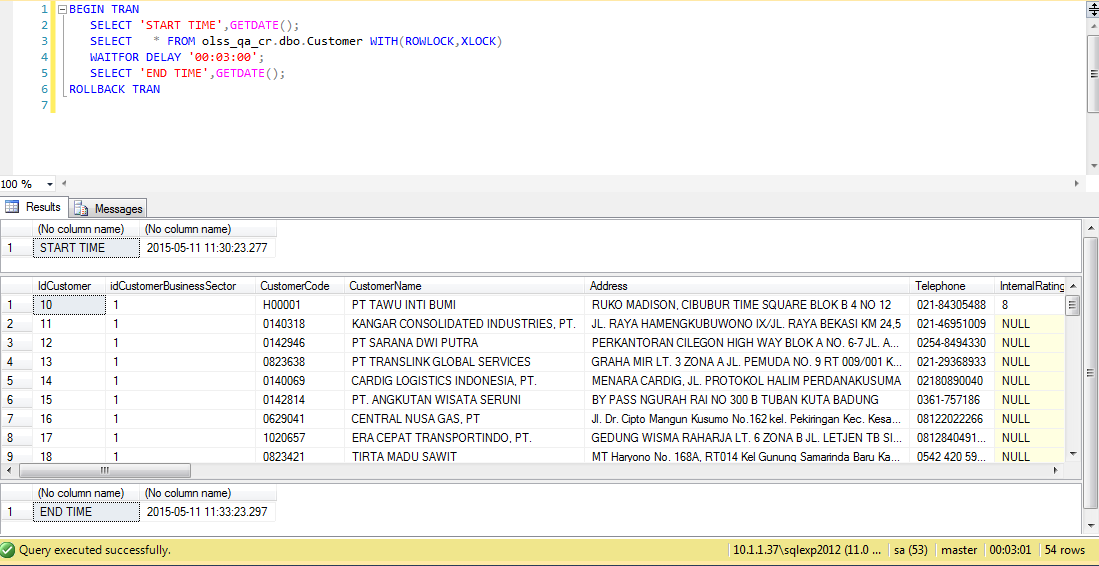 1 BEGIN TRAN
2 SELECT 'START TIME',GETDATE();
3 SELECT * FROM olss_qa_cr.dbo.Customer WITH(ROWLOCK,XLOCK)
4 WAITFOR DELAY '00:03:00';
5 SELECT 'END TIME',GETDATE();
6 ROLLBACK TRAN
7
100 %
Results Messages
(No column name) (No column name)
1 START TIME 2015-05-11 11:30:23.277
IdCustomer idCustomerBusinessSector CustomerCode CustomerName Address Telephone InternalRating
1 10 1 H00001 PT TAWU INTI BUMI RUKO MADISON, CIBUBUR TIME SQUARE BLOK B 4 NO 12 021-84305488 8
2 11 1 0140318 KANGAR CONSOLIDATED INDUSTRIES, PT. JL. RAYA HAMENGKUBUWONO IX/JL. RAYA BEKASI KM 24,5 021-46951009 NULL
3 12 1 0142946 PT SARANA DWI PUTRA PERKANTORAN CILEGON HIGH WAY BLOK A NO. 6-7 JL. A... 0254-8494330 NULL
4 13 1 0823638 PT TRANSLINK GLOBAL SERVICES GRAHA MIR LT. 3 ZONA A JL. PEMUDA NO. 9 RT 009/001 K... 021-29368933 NULL
5 14 1 0140069 CARDIG LOGISTICS INDONESIA, PT. MENARA CARDIG, JL. PROTOKOL HALIM PERDANAKUSUMA 02180890040 NULL
6 15 1 0142814 PT. ANGKUTAN WISATA SERUNI BY PASS NGURAH RAI NO 300 B TUBAN KUTA BADUNG 0361-757186 NULL
7 16 1 0629041 CENTRAL NUSA GAS, PT Jl. Dr. Cipto Mangun Kusumo No.162 kel. Pekiringan Kec. Kesa... 08122022266 NULL
8 17 1 1020657 ERA CEPAT TRANSPORTINDO, PT. GEDUNG WISMA RAHARJA LT. 6 ZONA B JL. LETJEN TB SI... 0812840491... NULL
9 18 1 0823421 TIRTA MADU SAWIT MT Haryono No. 168A, RT014 Kel Gunung Samarinda Baru Ka... 0542 420 59... NULL
(No column name) (No column name)
1 END TIME 2015-05-11 11:33:23.297
Query executed successfully. 10.1.1.37\sqlexp2012 (11.0 ... sa (53) master 00:03:01 54 rows